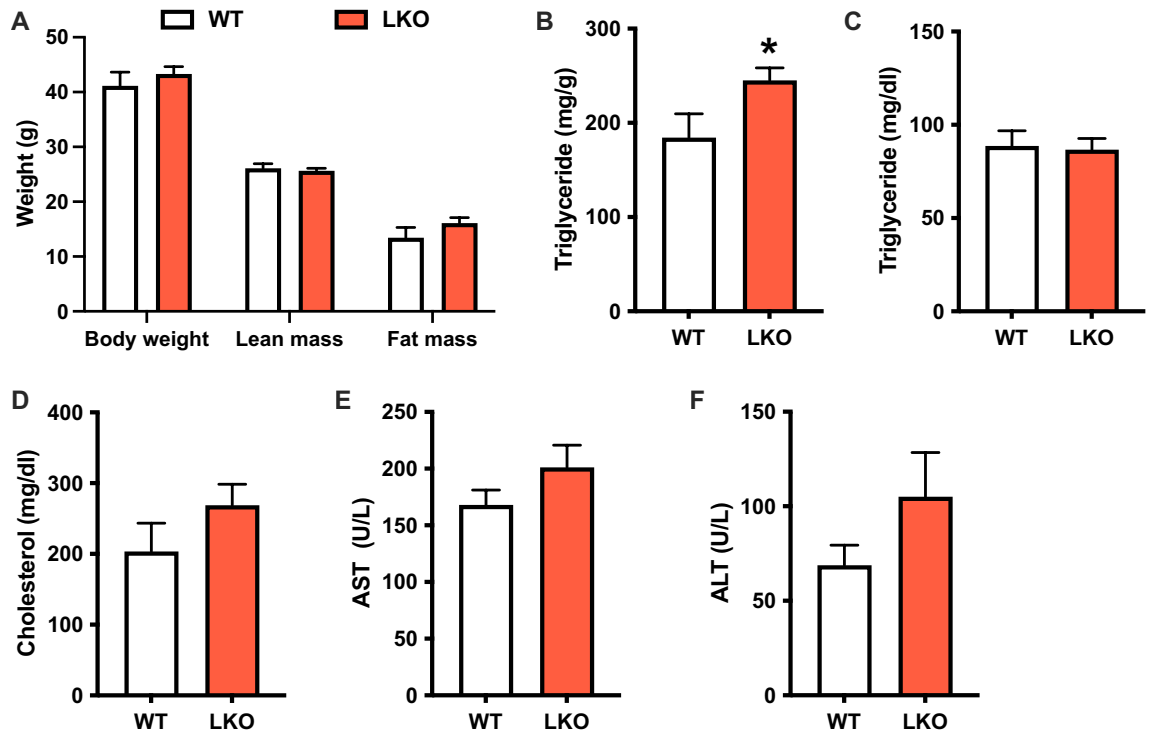 A
WT
LKO
Weight (g)
50
40
30
20
10
0
Body weight
Lean mass
Fat mass
B
Triglyceride (mg/g)
300
200
100
0
*
WT
LKO
C
Triglyceride (mg/dl)
150
100
50
0
WT
LKO
D
Cholesterol (mg/dl)
400
300
200
100
0
WT
LKO
E
AST (U/L)
250
200
150
100
50
0
WT
LKO
F
ALT (U/L)
150
100
50
0
WT
LKO